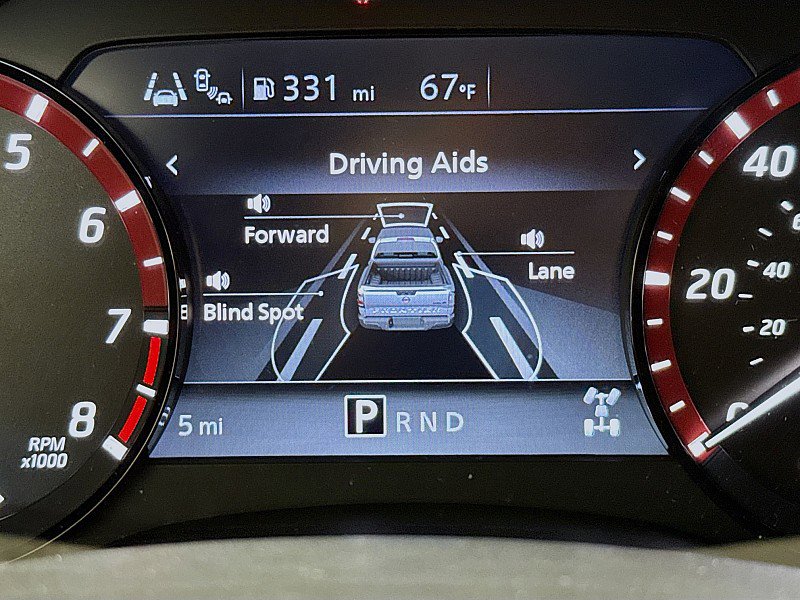 331 mi 67°F
< Driving Aids >
Forward
Lane
Blind Spot
5 mi P R N D
5
6
7
8
RPM
x1000
40
20
0
40
20